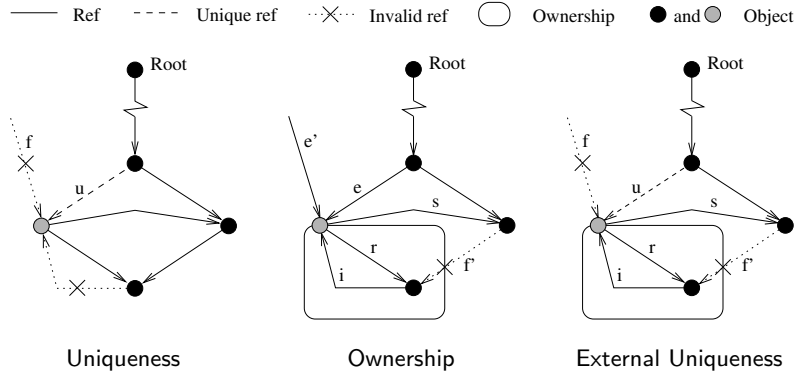 Ref Unique ref Invalid ref Ownership and Object
Root Root Root
f e' f
u e s u s
r r
i f' i f'
Uniqueness Ownership External Uniqueness